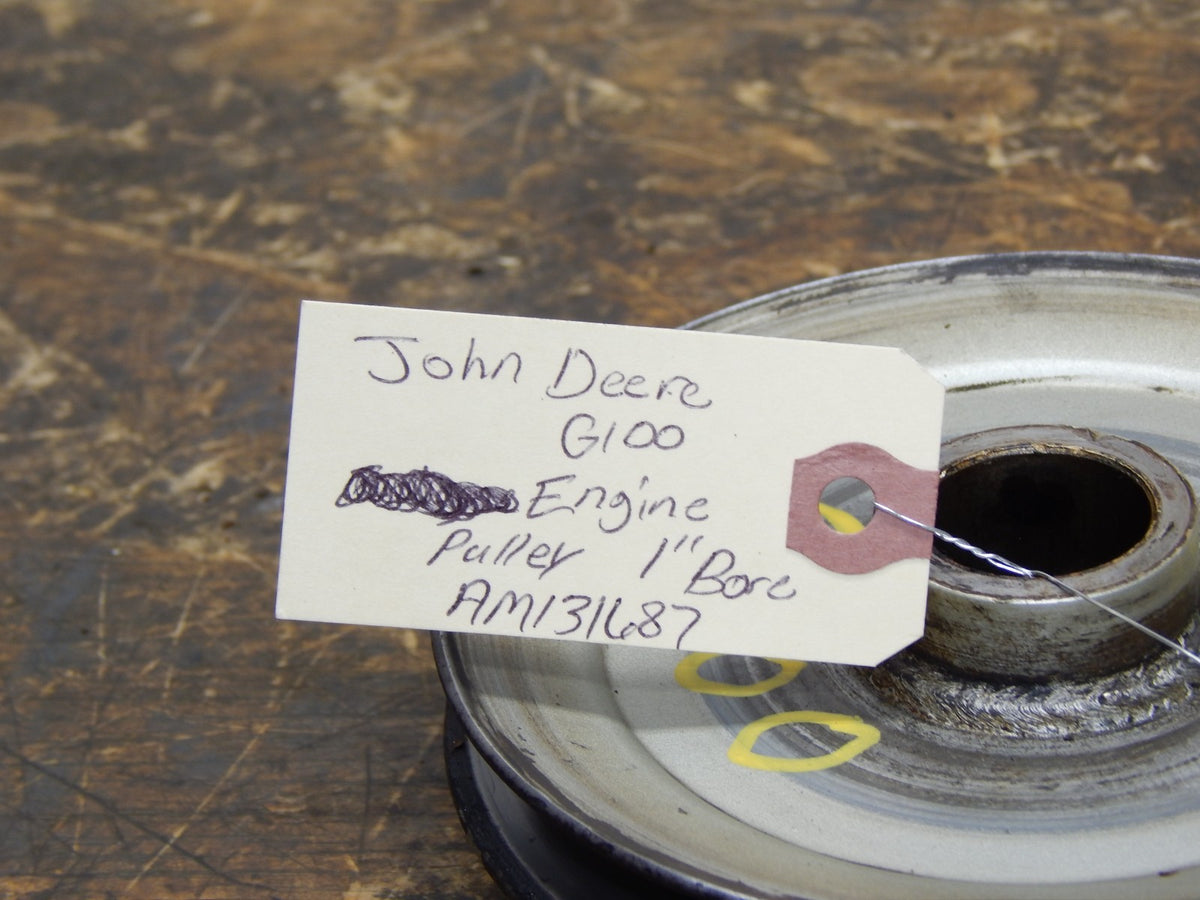 John Deere
G100
Engine
Pulley 1" Bore
AM131687